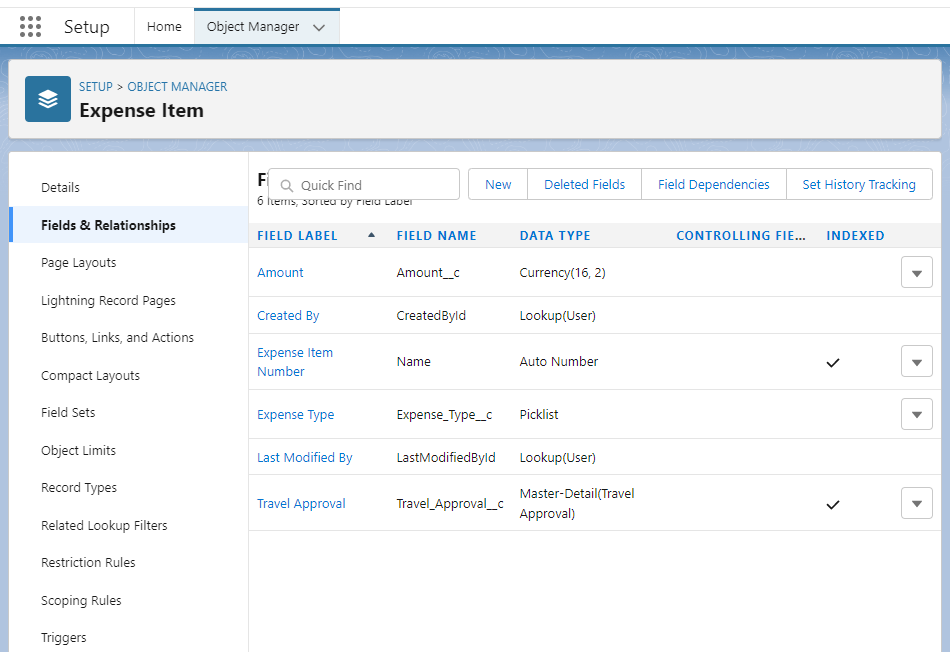 Setup
Home
Object Manager
SETUP > OBJECT MANAGER
Expense Item
Details
Fields & Relationships
Page Layouts
Lightning Record Pages
Buttons, Links, and Actions
Compact Layouts
Field Sets
Object Limits
Record Types
Related Lookup Filters
Restriction Rules
Scoping Rules
Triggers
Quick Find
New
Deleted Fields
Field Dependencies
Set History Tracking
6 Items, Sorted by Field Label
FIELD LABEL FIELD NAME DATA TYPE CONTROLLING FIE... INDEXED
Amount Amount__c Currency(16, 2)
Created By CreatedById Lookup(User)
Expense Item
Number Name Auto Number
Expense Type Expense_Type__c Picklist
Last Modified By LastModifiedById Lookup(User)
Travel Approval Travel_Approval__c Master-Detail(Travel
Approval)